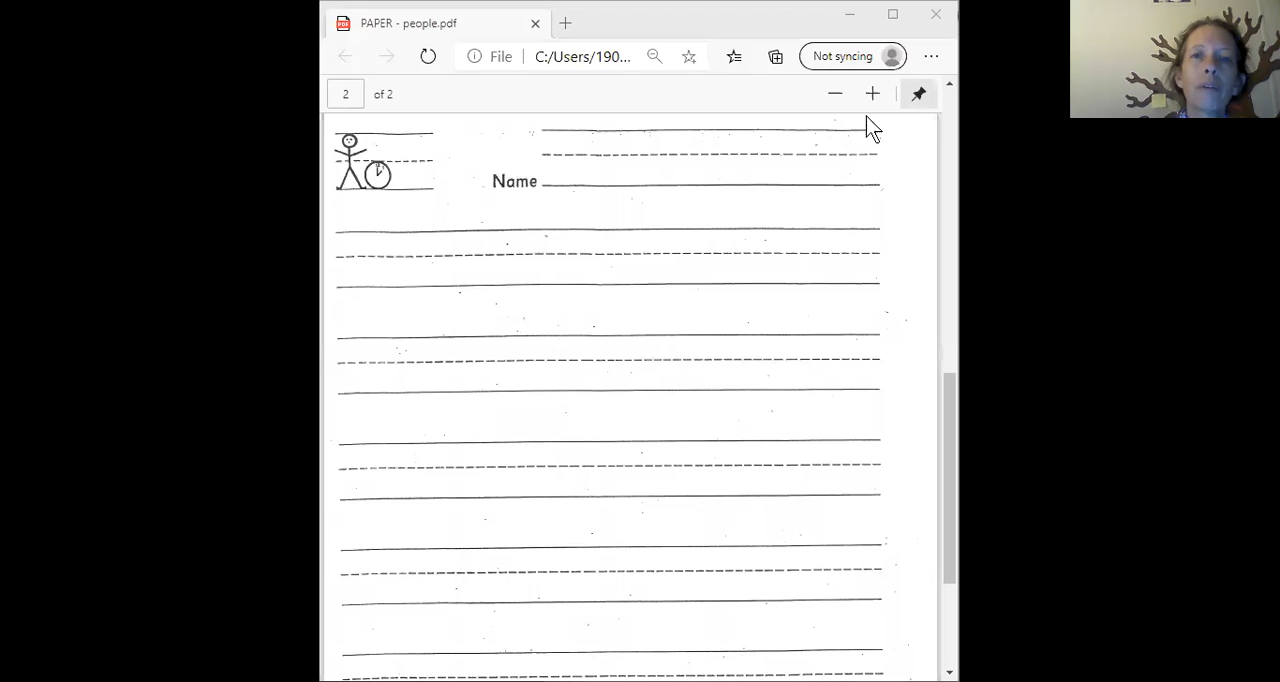 PAPER - people.pdf
File C:/Users/190... Not syncing
2 of 2
Name